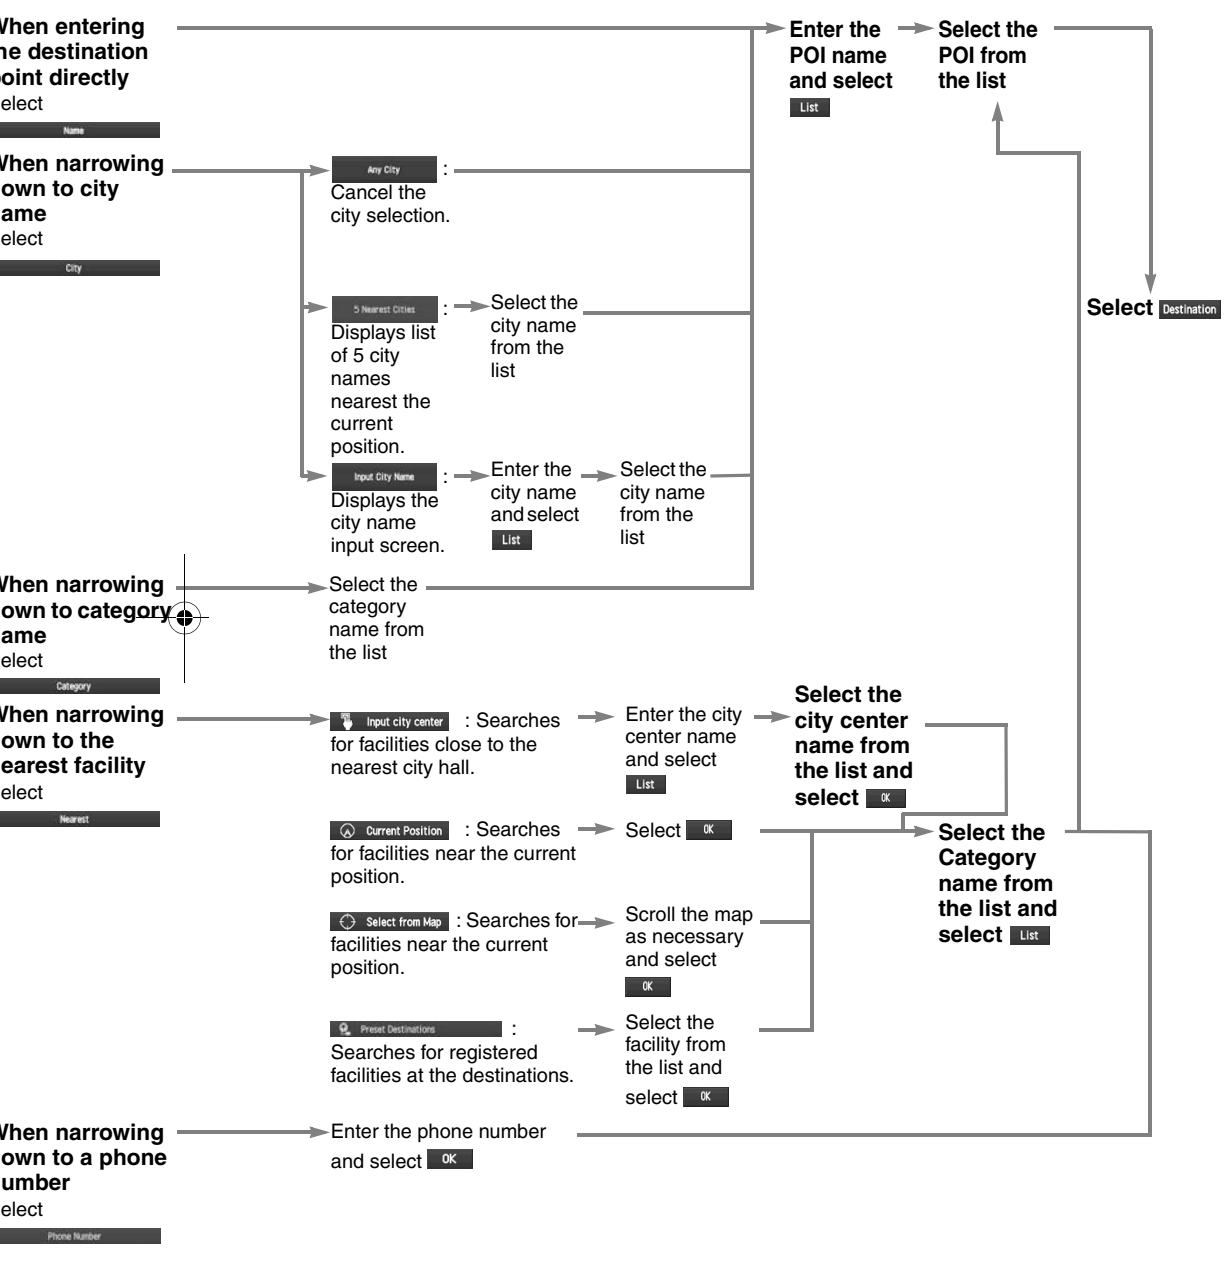 hen entering
he destination
oint directly
elect
Name
Enter the
POI name
and select
List
Select the
POI from
the list
hen narrowing
own to city
ame
elect
City
Any City :
Cancel the
city selection.
5 Nearest Cities :
Displays list
of 5 city
names
nearest the
current
position.
Select the
city name
from the
list
Select Destination
Input City Name :
Displays the
city name
input screen.
Enter the
city name
and select
List
Select the
city name
from the
list
hen narrowing
own to category
ame
elect
Category
Select the
category
name from
the list
hen narrowing
own to the
earest facility
elect
Nearest
Input city center : Searches
for facilities close to the
nearest city hall.
Enter the city
center name
and select
List
Select the
city center
name from
the list and
select OK
Current Position : Searches
for facilities near the current
position.
Select OK
Select the
Category
name from
the list and
select List
Select from Map : Searches for
facilities near the current
position.
Scroll the map
as necessary
and select
OK
Preset Destinations :
Searches for registered
facilities at the destinations.
Select the
facility from
the list and
select OK
hen narrowing
own to a phone
umber
elect
Phone Number
Enter the phone number
and select OK